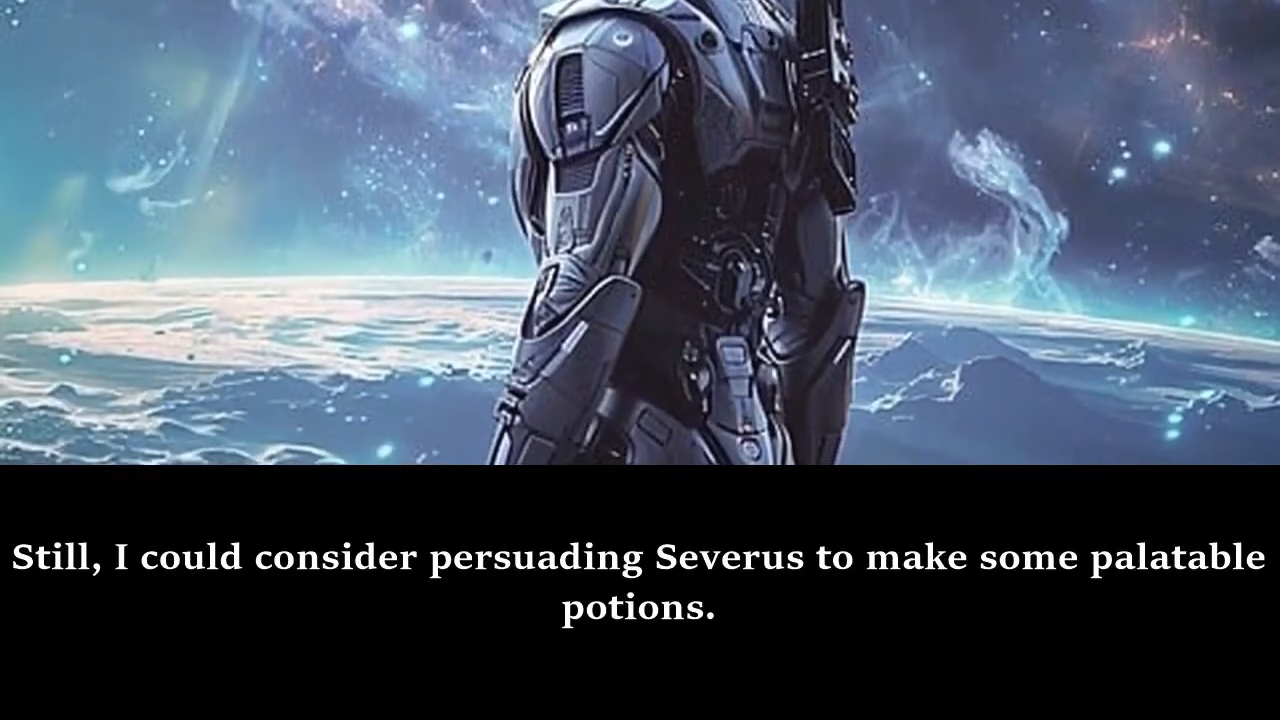 Still, I could consider persuading Severus to make some palatable
potions.